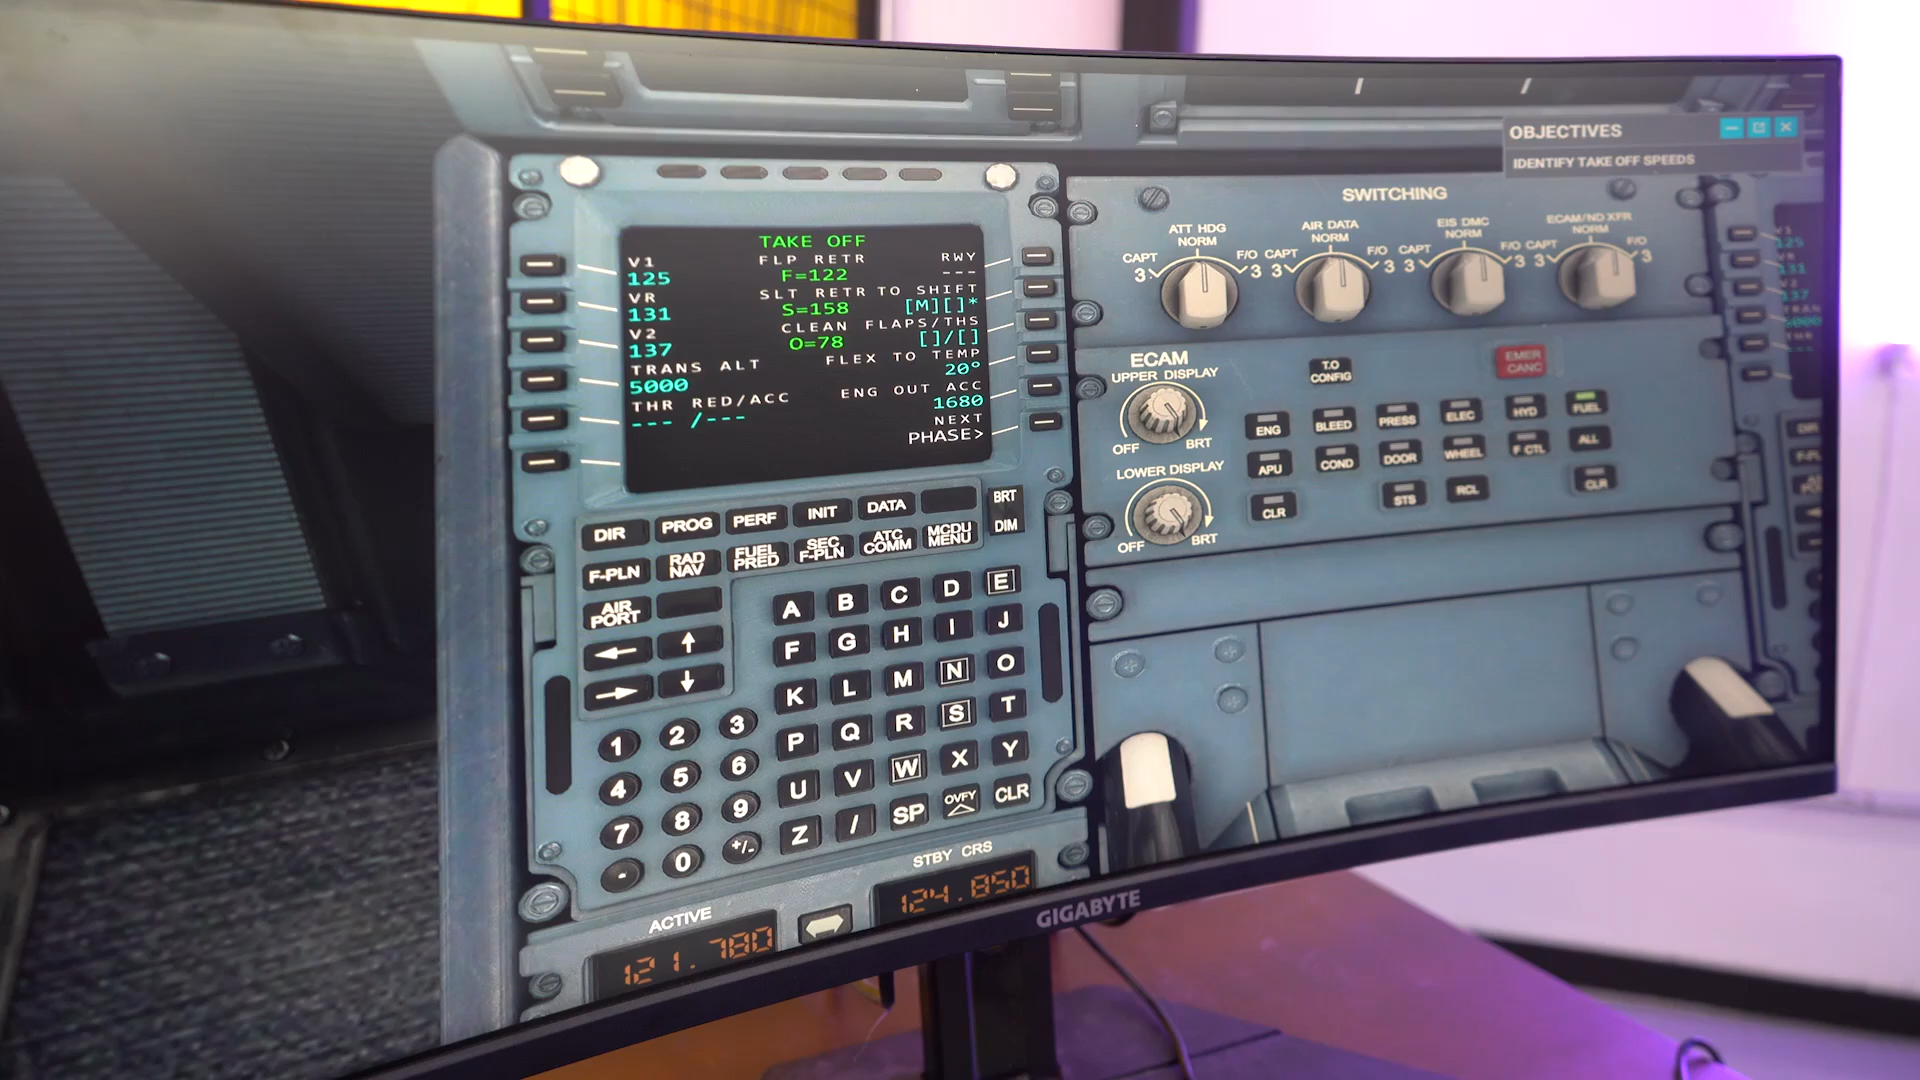 OBJECTIVES
IDENTIFY TAKE OFF SPEEDS
TAKE OFF
V1 FLP RETR RWY
125 F=122 ---
VR SLT RETR TO SHIFT
131 S=158 [M][]*
V2 CLEAN FLAPS/THS
137 O=78 []/[]
TRANS ALT FLEX TO TEMP
5000 20°
THR RED/ACC ENG OUT ACC
--- /--- 1680
NEXT
PHASE>
DIR PROG PERF INIT DATA
BRT
DIM
F-PLN RAD NAV FUEL PRED SEC F-PLN ATC COMM MCDU MENU
AIR PORT
← ↑
→ ↓
A B C D E
F G H I J
K L M N O
P Q R S T
U V W X Y
Z / SP OVFY CLR
1 2 3
4 5 6
7 8 9
. 0 +/-
ACTIVE
121.780
STBY CRS
124.850
SWITCHING
ATT HDG
NORM
CAPT F/O
3 3
AIR DATA
NORM
CAPT F/O
3 3
EIS DMC
NORM
CAPT F/O
3 3
ECAM/ND XFR
NORM
CAPT F/O
3 3
ECAM
UPPER DISPLAY
OFF BRT
LOWER DISPLAY
OFF BRT
T.O
CONFIG
EMER
CANC
ENG BLEED PRESS ELEC HYD FUEL
APU COND DOOR WHEEL F.CTL ALL
CLR STS RCL CLR
125
131
137
GIGABYTE